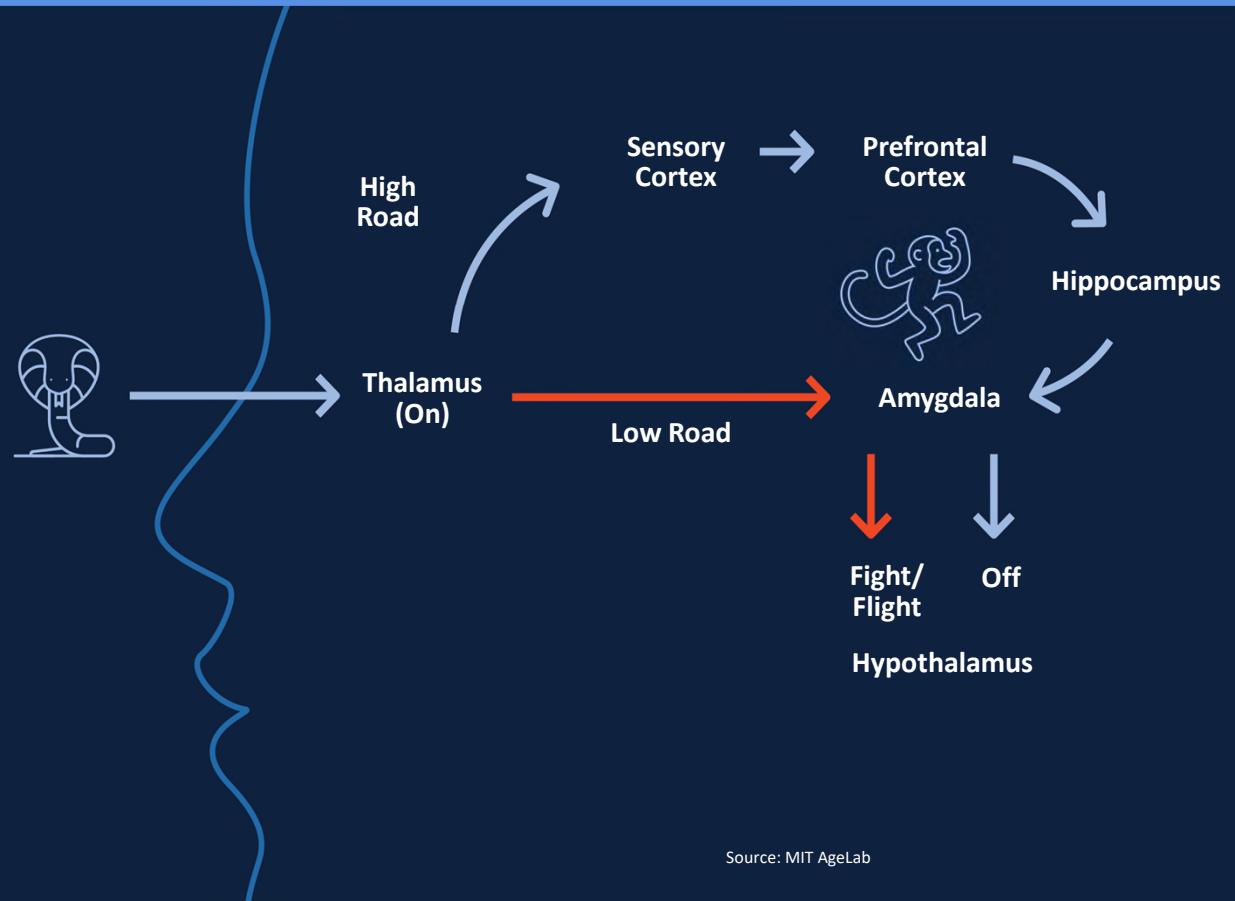 Sensory
Cortex
Prefrontal
Cortex
High
Road
Hippocampus
Thalamus
(On)
Amygdala
Low Road
Fight/
Flight
Off
Hypothalamus
Source: MIT AgeLab